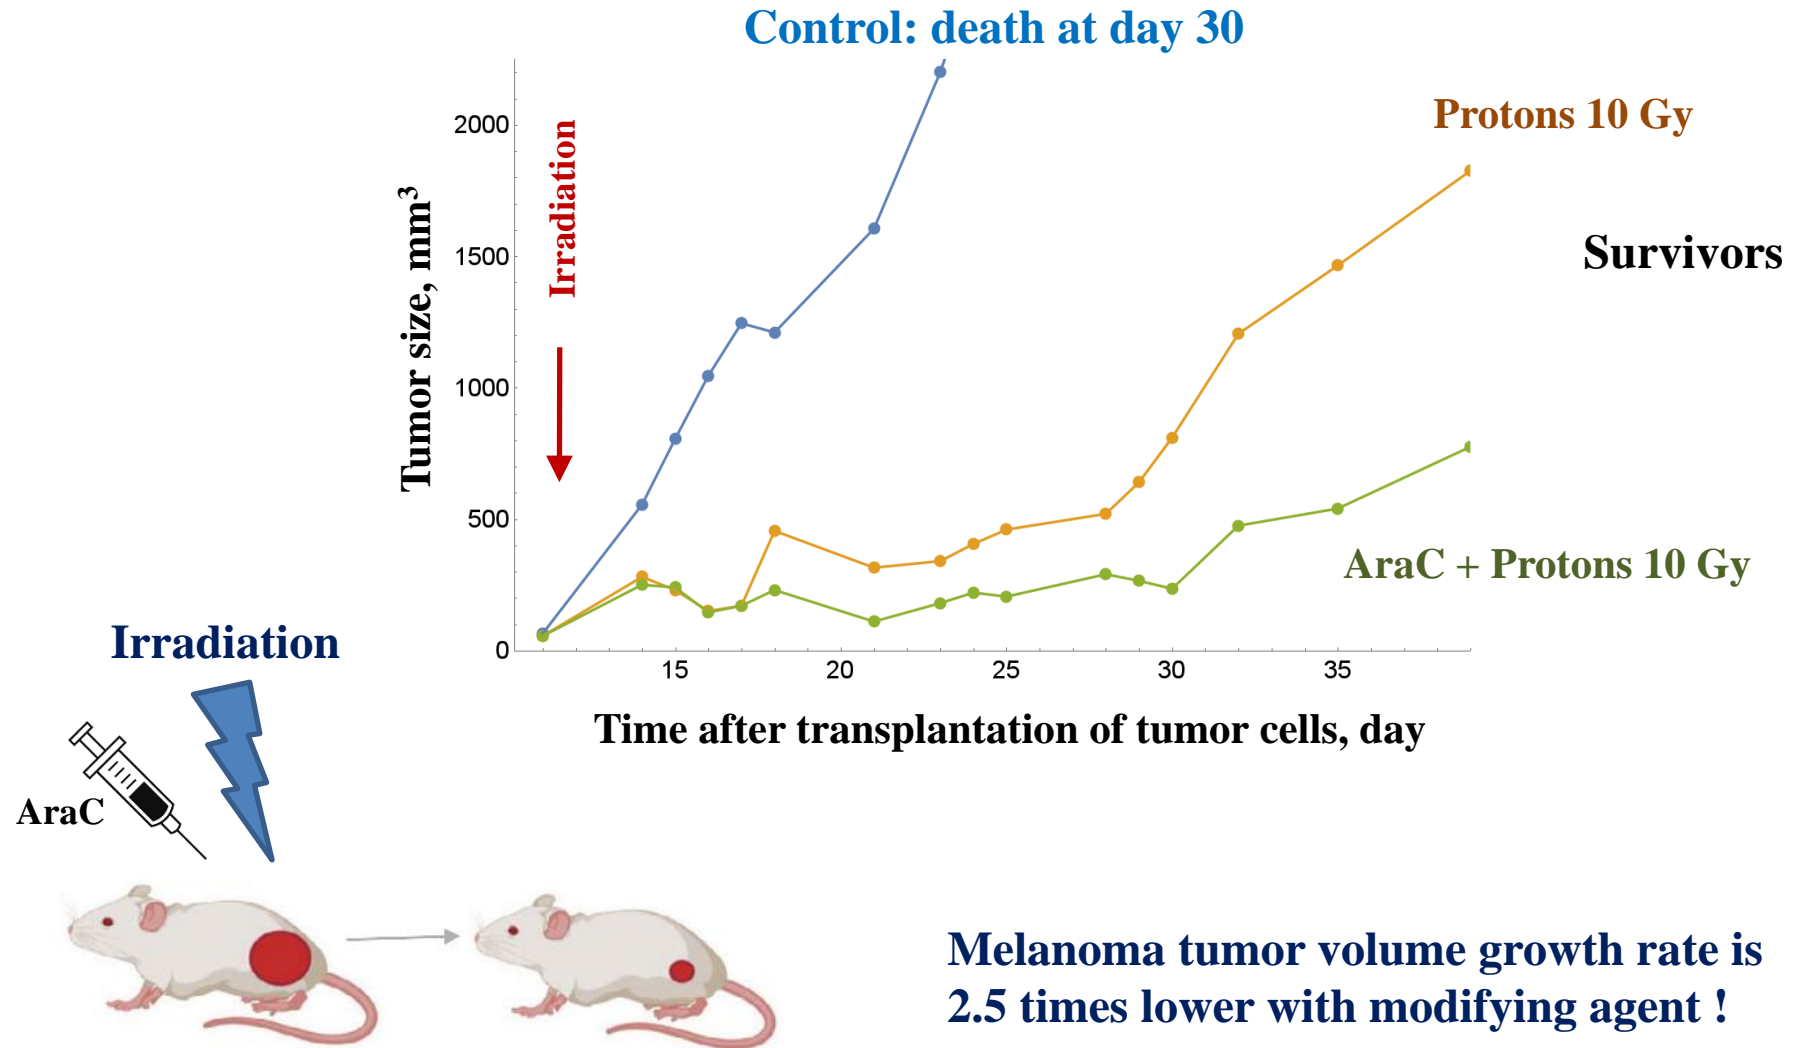 Control: death at day 30
Protons 10 Gy
Survivors
AraC + Protons 10 Gy
Irradiation
Tumor size, mm³
2000
1500
1000
500
0
15
20
25
30
35
Time after transplantation of tumor cells, day
Irradiation
AraC
Melanoma tumor volume growth rate is
2.5 times lower with modifying agent !